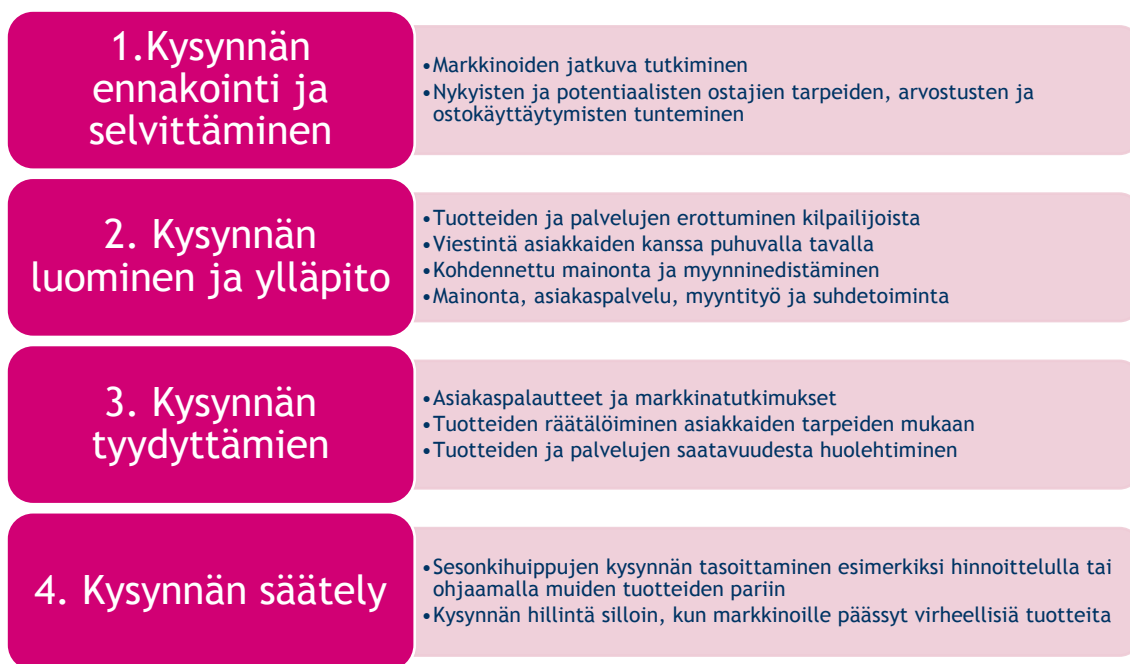 1.Kysynnän
ennakointi ja
selvittäminen
•Markkinoiden jatkuva tutkiminen
•Nykyisten ja potentiaalisten ostajien tarpeiden, arvostusten ja
ostokäyttäytymisten tunteminen
2. Kysynnän
luominen ja ylläpito
•Tuotteiden ja palvelujen erottuminen kilpailijoista
•Viestintä asiakkaiden kanssa puhuvalla tavalla
•Kohdennettu mainonta ja myynninedistäminen
•Mainonta, asiakaspalvelu, myyntityö ja suhdetoiminta
3. Kysynnän
tyydyttämien
•Asiakaspalautteet ja markkinatutkimukset
•Tuotteiden räätälöiminen asiakkaiden tarpeiden mukaan
•Tuotteiden ja palvelujen saatavuudesta huolehtiminen
4. Kysynnän säätely
•Sesonkihuippujen kysynnän tasoittaminen esimerkiksi hinnoittelulla tai
ohjaamalla muiden tuotteiden pariin
•Kysynnän hillintä silloin, kun markkinoille päässyt virheellisiä tuotteita